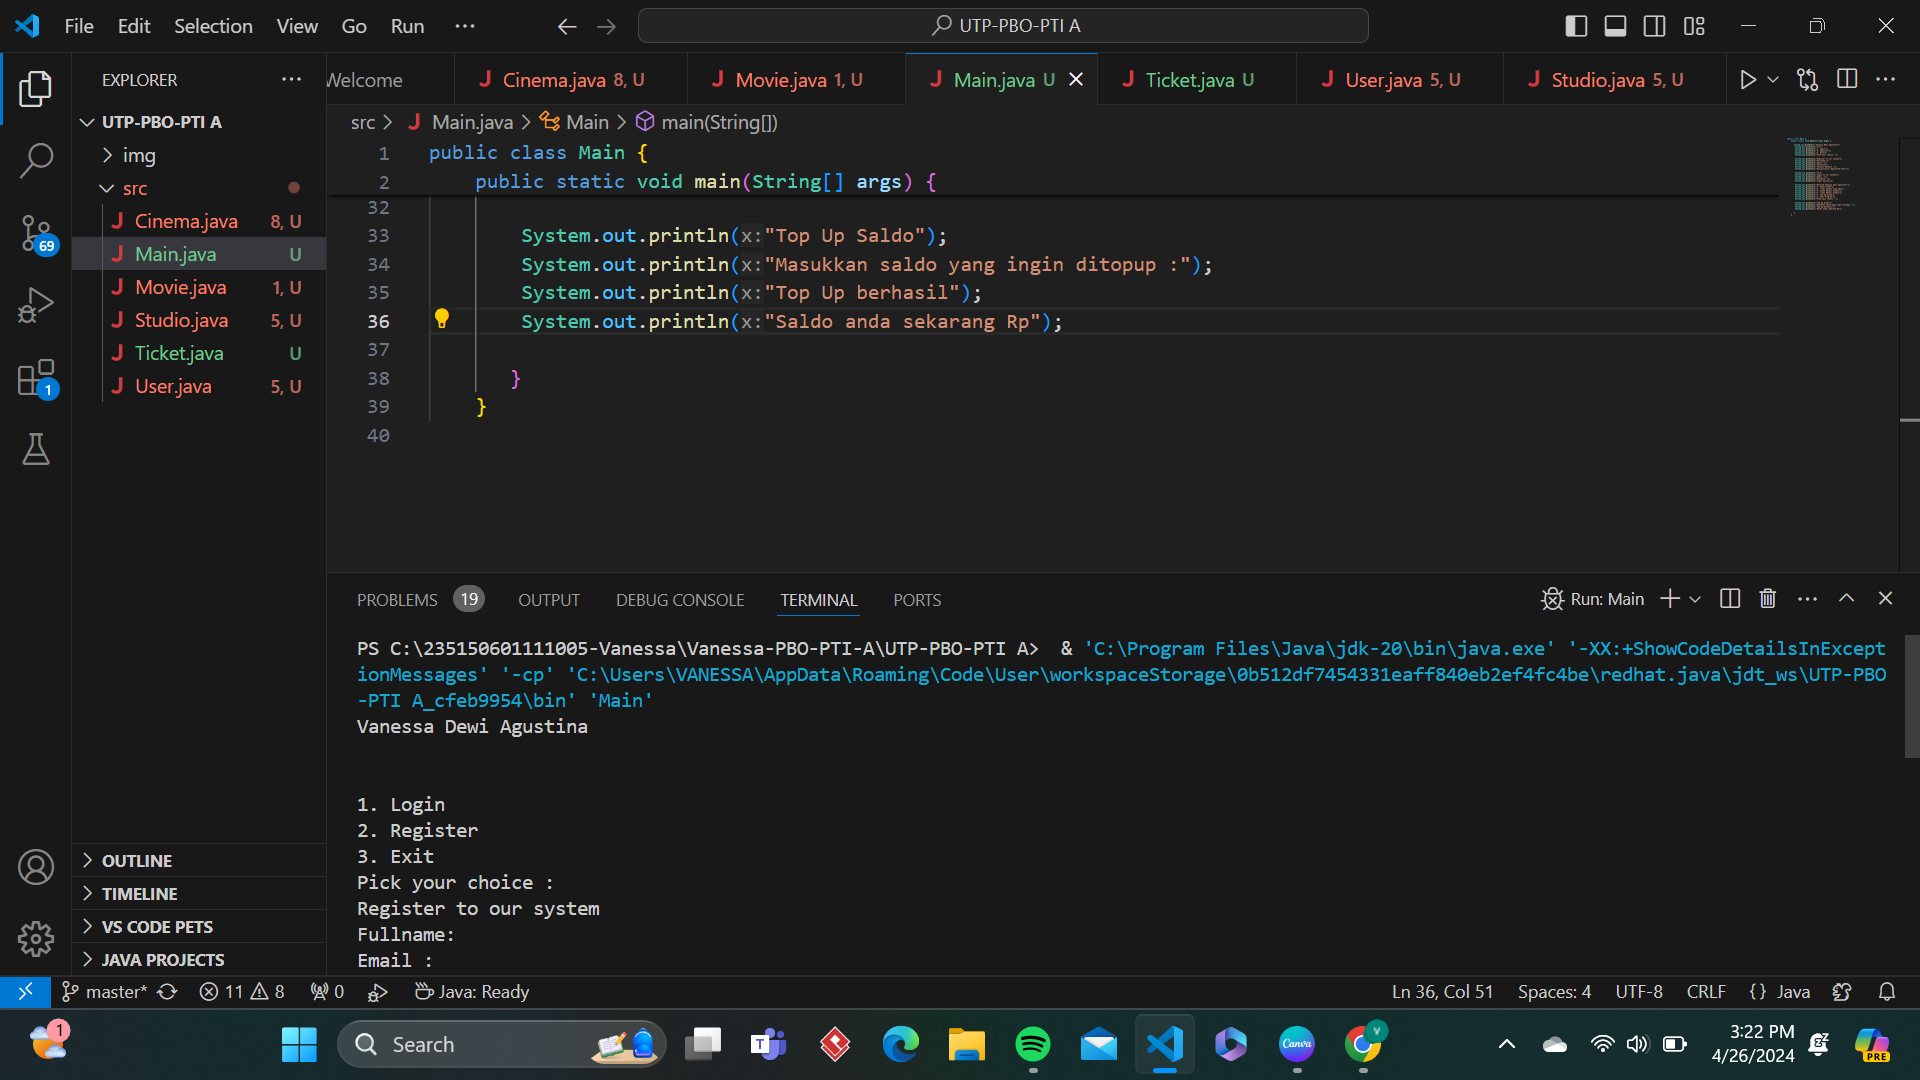 File Edit Selection View Go Run ··· UTP-PBO-PTI A
EXPLORER ···
Welcome Cinema.java 8, U Movie.java 1, U Main.java U Ticket.java U User.java 5, U Studio.java 5, U ···
UTP-PBO-PTI A
img
src
Cinema.java 8, U
Main.java U
Movie.java 1, U
Studio.java 5, U
Ticket.java U
User.java 5, U
69
1
OUTLINE
TIMELINE
VS CODE PETS
JAVA PROJECTS
src > Main.java > Main > main(String[])
1 public class Main {
2 public static void main(String[] args) {
32
33 System.out.println(x:"Top Up Saldo");
34 System.out.println(x:"Masukkan saldo yang ingin ditopup :");
35 System.out.println(x:"Top Up berhasil");
36 System.out.println(x:"Saldo anda sekarang Rp");
37
38 }
39 }
40
PROBLEMS 19 OUTPUT DEBUG CONSOLE TERMINAL PORTS Run: Main ···
PS C:\235150601111005-Vanessa\Vanessa-PBO-PTI-A\UTP-PBO-PTI A> & 'C:\Program Files\Java\jdk-20\bin\java.exe' '-XX:+ShowCodeDetailsInExcept
ionMessages' '-cp' 'C:\Users\VANESSA\AppData\Roaming\Code\User\workspaceStorage\0b512df7454331eaff840eb2ef4fc4be\redhat.java\jdt_ws\UTP-PBO
-PTI A_cfeb9954\bin' 'Main'
Vanessa Dewi Agustina
1. Login
2. Register
3. Exit
Pick your choice :
Register to our system
Fullname:
Email :
master* 11 8 0 Java: Ready Ln 36, Col 51 Spaces: 4 UTF-8 CRLF {} Java
1 Search T Canva V 3:22 PM
4/26/2024
PRE